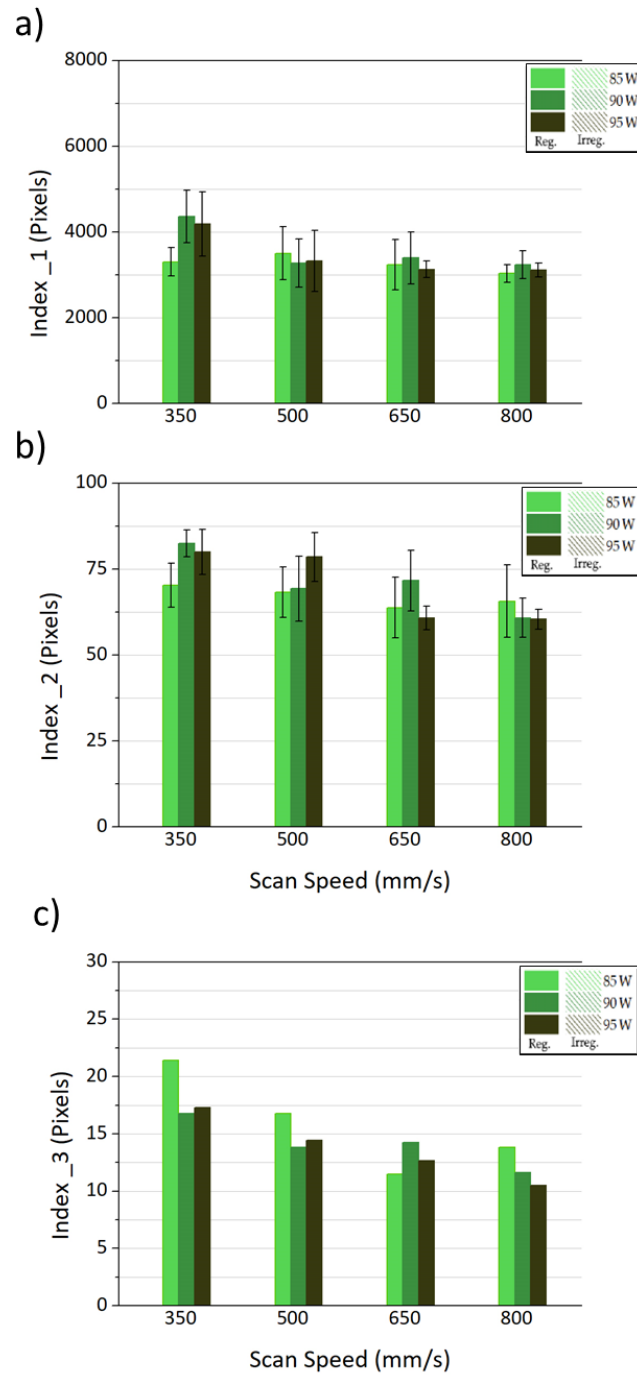 a)
Index _1 (Pixels)
8000
6000
4000
2000
0
350 500 650 800
85 W
90 W
95 W
Reg. Irreg.
b)
Index _2 (Pixels)
100
75
50
25
0
350 500 650 800
Scan Speed (mm/s)
85 W
90 W
95 W
Reg. Irreg.
c)
Index _3 (Pixels)
30
25
20
15
10
5
0
350 500 650 800
Scan Speed (mm/s)
85 W
90 W
95 W
Reg. Irreg.